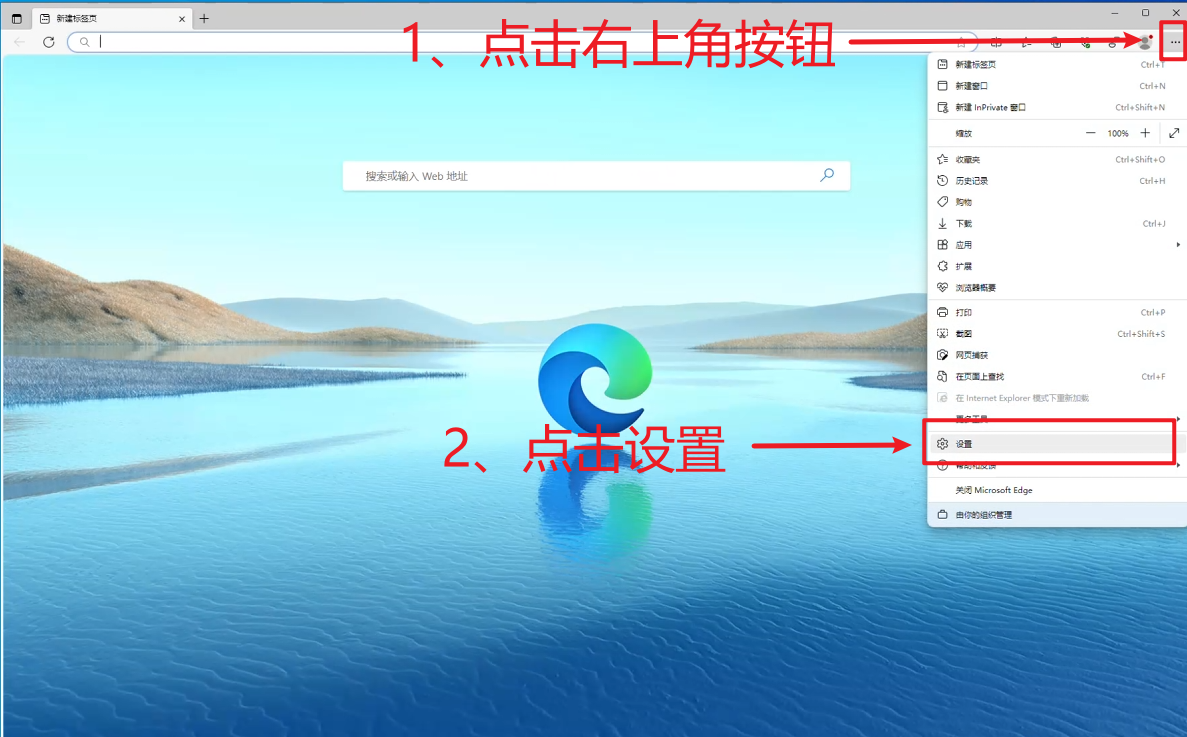 新建标签页
1、点击右上角按钮
搜索或输入 Web 地址
新建标签页 Ctrl+T
新建窗口 Ctrl+N
新建 InPrivate 窗口 Ctrl+Shift+N
缩放 100%
收藏夹 Ctrl+Shift+O
历史记录 Ctrl+H
购物
下载 Ctrl+J
应用
扩展
浏览器概要
打印 Ctrl+P
截图 Ctrl+Shift+S
网页捕获
在页面上查找 Ctrl+F
在 Internet Explorer 模式下重新加载
更多工具
2、点击设置
设置
帮助和反馈
关闭 Microsoft Edge
由你的组织管理